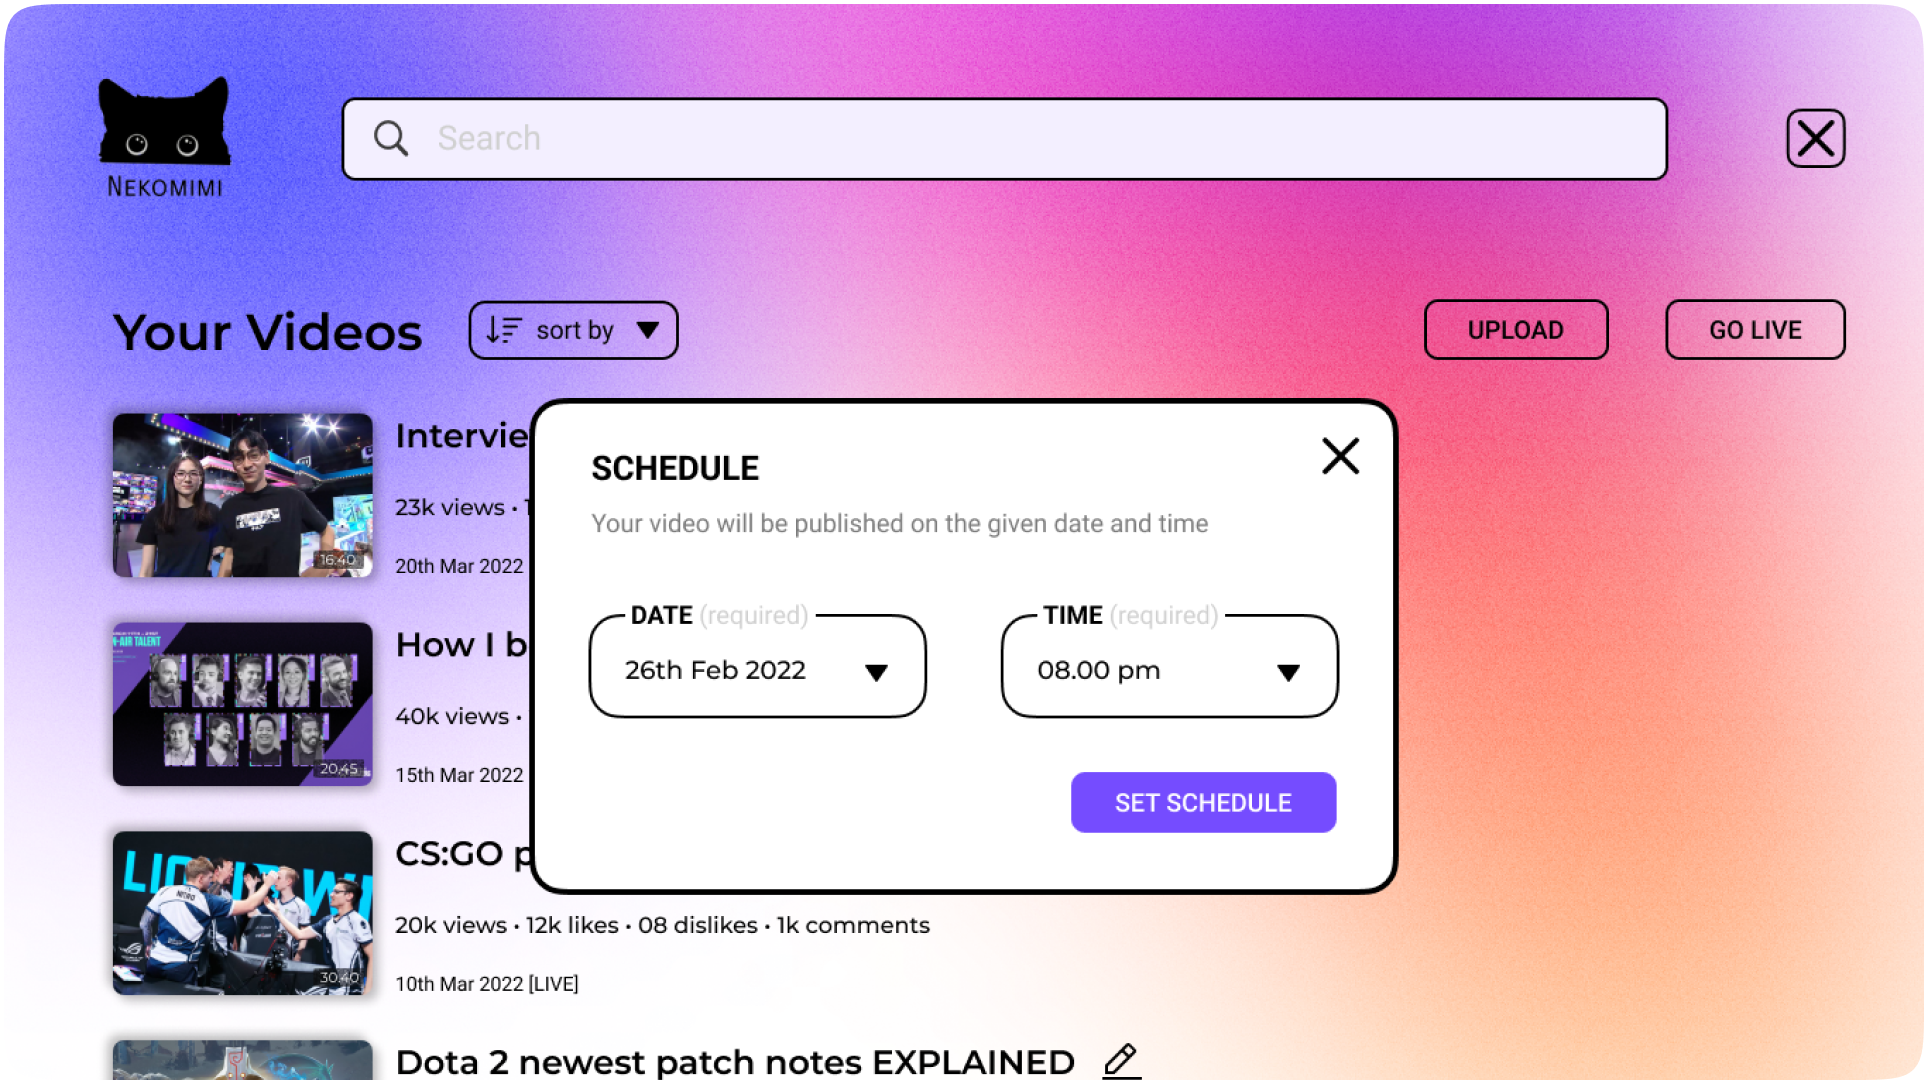 NEKOMIMI
Search
Your Videos
sort by
UPLOAD
GO LIVE
16:40
Intervie
23k views •
20th Mar 2022
SCHEDULE
Your video will be published on the given date and time
DATE (required)
26th Feb 2022
TIME (required)
08.00 pm
SET SCHEDULE
N-AIR TALENT
20.45
How I b
40k views •
15th Mar 2022
NITR0
30.40
CS:GO p
20k views • 12k likes • 08 dislikes • 1k comments
10th Mar 2022 [LIVE]
Dota 2 newest patch notes EXPLAINED